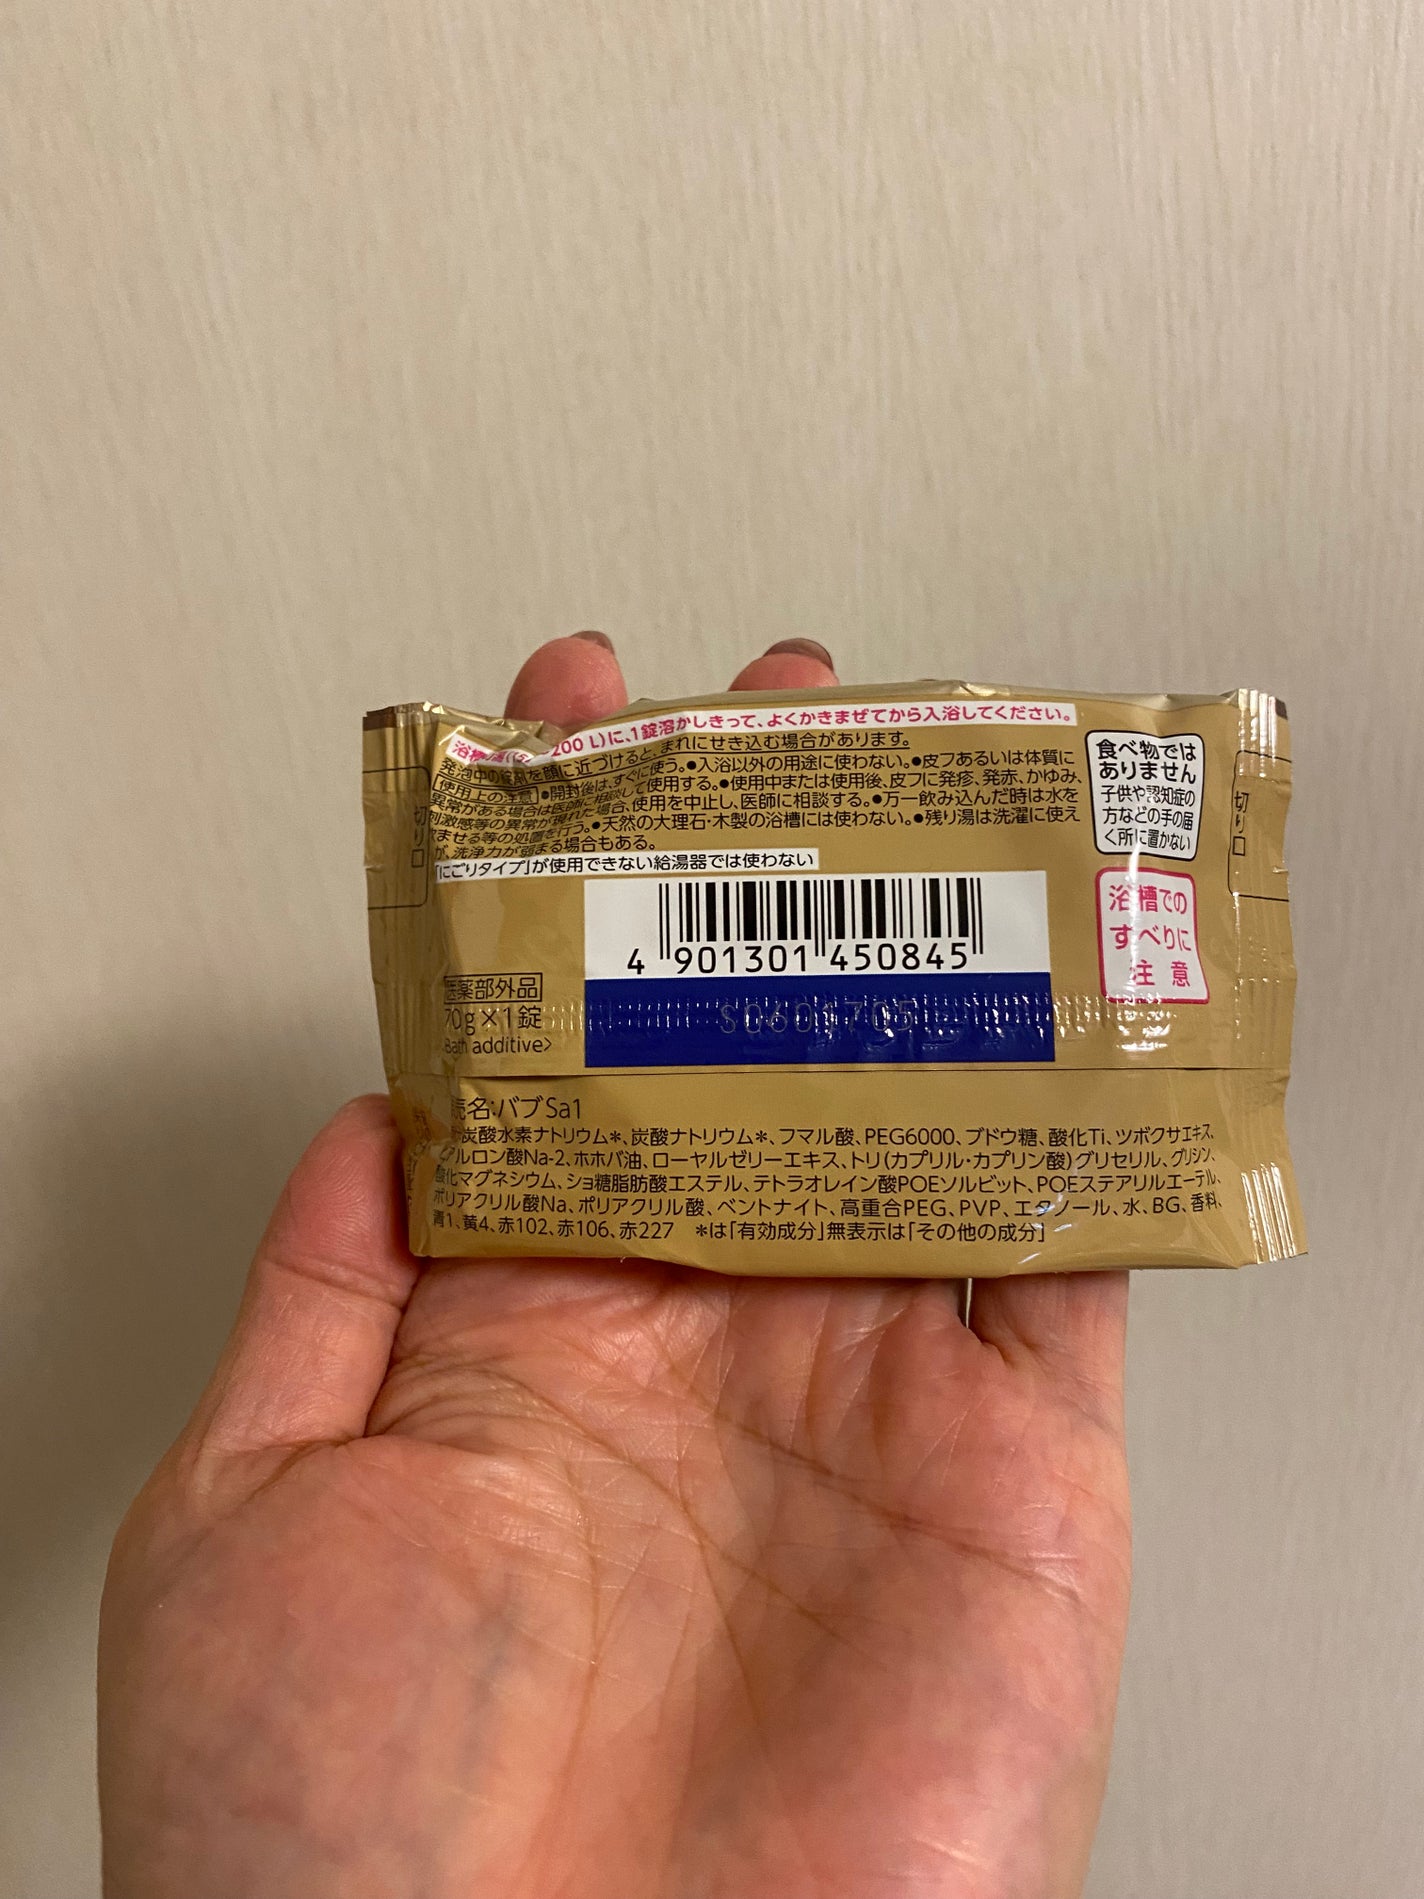 200 L)に、1錠溶かしきって、よくかきまぜてから入浴してください。
発泡中の錠剤を顔に近づけると、まれにせき込む場合があります。
[使用上の注意]●開封後は、すぐに使う。●入浴以外の用途に使わない。●皮フあるいは体質に
異常がある場合は医師に相談して使用する。●使用中または使用後、皮フに発疹、発赤、かゆみ、
刺激感等の異常が現れた場合、使用を中止し、医師に相談する。●万一飲み込んだ時は水を
飲ませる等の処置を行う。●天然の大理石・木製の浴槽には使わない。●残り湯は洗濯に使え
が、洗浄力が弱まる場合もある。
「にごりタイプ」が使用できない給湯器では使わない
食べ物では
ありません
子供や認知症の
方などの手の届
く所に置かない
浴槽での
すべりに
注意
切り口
切り口
4 901301 450845
S0601705
医薬部外品
70g×1錠
Bath additive>
売名:バブSa1
炭酸水素ナトリウム*、炭酸ナトリウム*、フマル酸、PEG6000、ブドウ糖、酸化Ti、ツボクサエキス、
アルロン酸Na-2、ホホバ油、ローヤルゼリーエキス、トリ(カプリル・カプリン酸)グリセリル、グリシン、
酸化マグネシウム、ショ糖脂肪酸エステル、テトラオレイン酸POEソルビット、POEステアリルエーテル、
ポリアクリル酸Na、ポリアクリル酸、ベントナイト、高重合PEG、PVP、エタノール、水、BG、香料、
青1、黄4、赤102、赤106、赤227 *は「有効成分」無表示は「その他の成分」